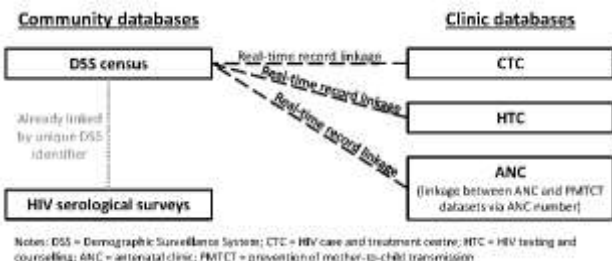 Community databases
Clinic databases
DSS census
Real-time record linkage
CTC
Real-time record linkage
HTC
Real-time record linkage
Already linked
by unique DSS
identifier
ANC
(linkage between ANC and PMTCT
datasets via ANC number)
HIV serological surveys
Notes: DSS = Demographic Surveillance System; CTC = HIV care and treatment centre; HTC = HIV testing and
counselling; ANC = antenatal clinic; PMTCT = prevention of mother-to-child transmission